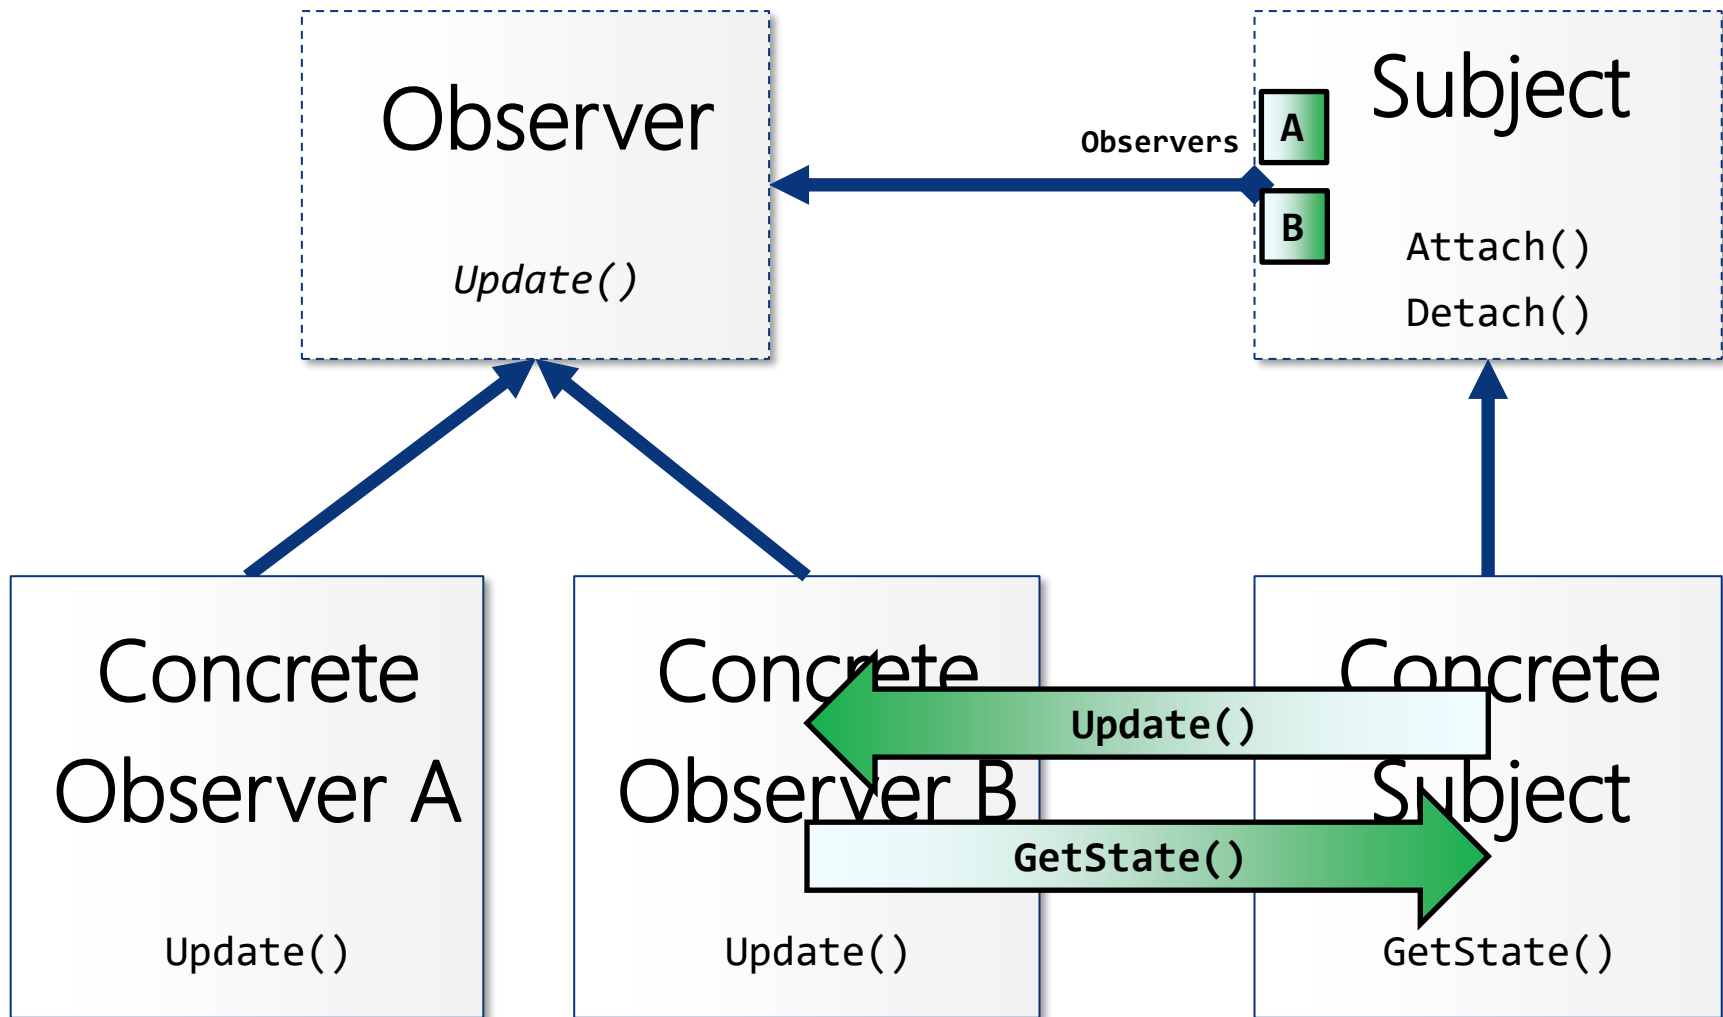 Observer
Update()
Observers
A
B
Subject
Attach()
Detach()
Concrete
Observer A
Update()
Concrete
Observer B
Update()
Concrete
Subject
GetState()
Update()
GetState()